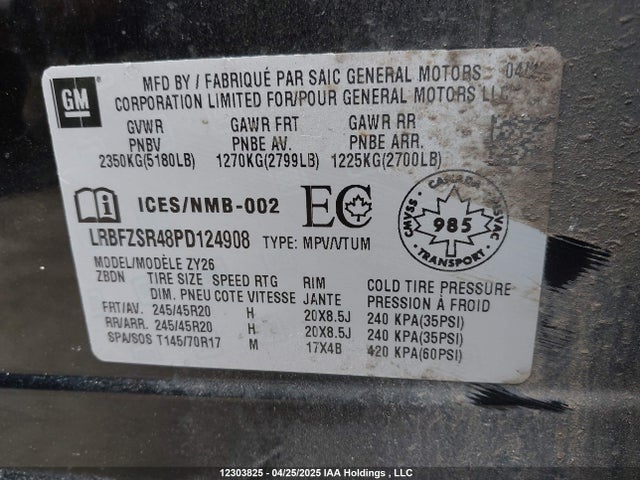 GM
MFD BY / FABRIQUÉ PAR SAIC GENERAL MOTORS
CORPORATION LIMITED FOR/POUR GENERAL MOTORS LLC
GVWR GAWR FRT GAWR RR
PNBV PNBE AV. PNBE ARR.
2350KG(5180LB) 1270KG(2799LB) 1225KG(2700LB)
ICES/NMB-002 EC
CANADA
985
TRANSPORT
CMVSS
NSVAC
LRBFZSR48PD124908 TYPE: MPV/VTUM
MODEL/MODÈLE ZY26
ZBDN TIRE SIZE SPEED RTG RIM COLD TIRE PRESSURE
DIM. PNEU COTE VITESSE JANTE PRESSION À FROID
FRT/AV. 245/45R20 H 20X8.5J 240 KPA(35PSI)
RR/ARR. 245/45R20 H 20X8.5J 240 KPA(35PSI)
SPA/SOS T145/70R17 M 17X4B 420 KPA(60PSI)
12303825 - 04/25/2025 IAA Holdings , LLC